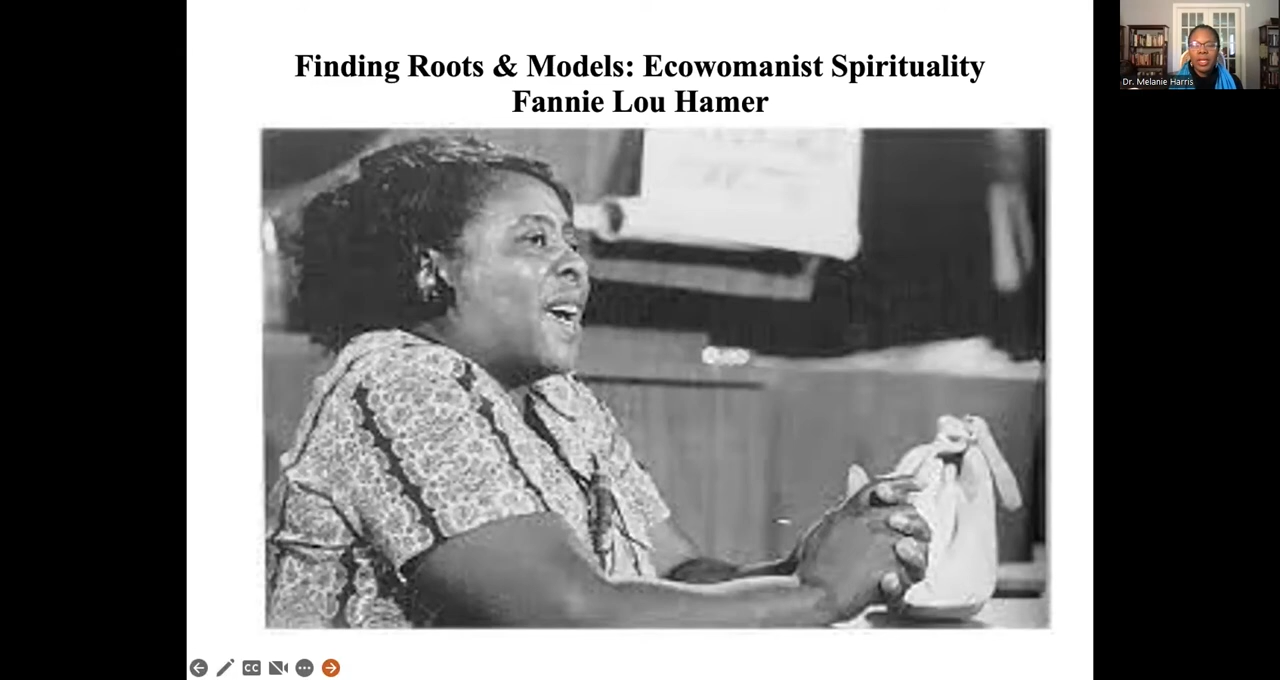 Finding Roots & Models: Ecowomanist Spirituality
Fannie Lou Hamer
Dr. Melanie Harris
CC